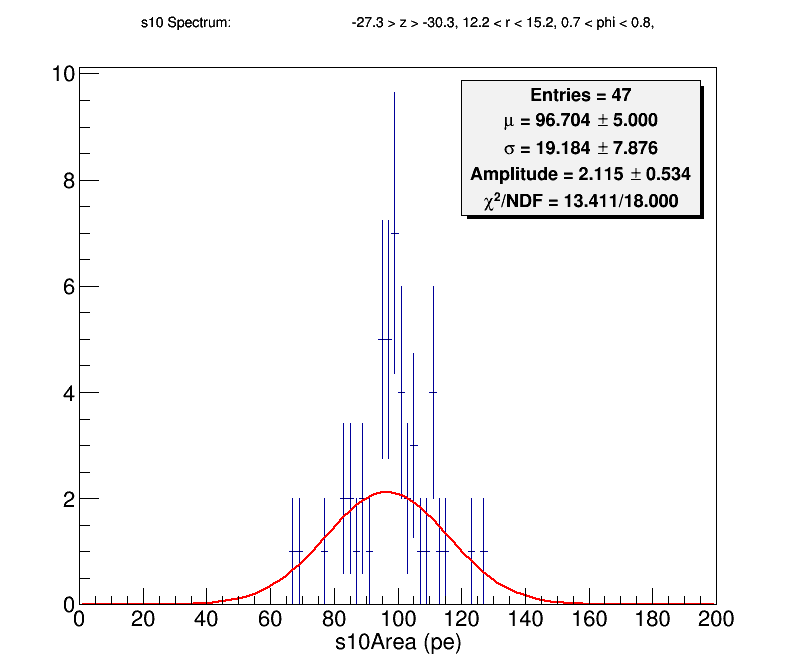 s10 Spectrum: -27.3 > z > -30.3, 12.2 < r < 15.2, 0.7 < phi < 0.8,
Entries = 47
μ = 96.704 ± 5.000
σ = 19.184 ± 7.876
Amplitude = 2.115 ± 0.534
χ²/NDF = 13.411/18.000
10
8
6
4
2
0
0 20 40 60 80 100 120 140 160 180 200
s10Area (pe)